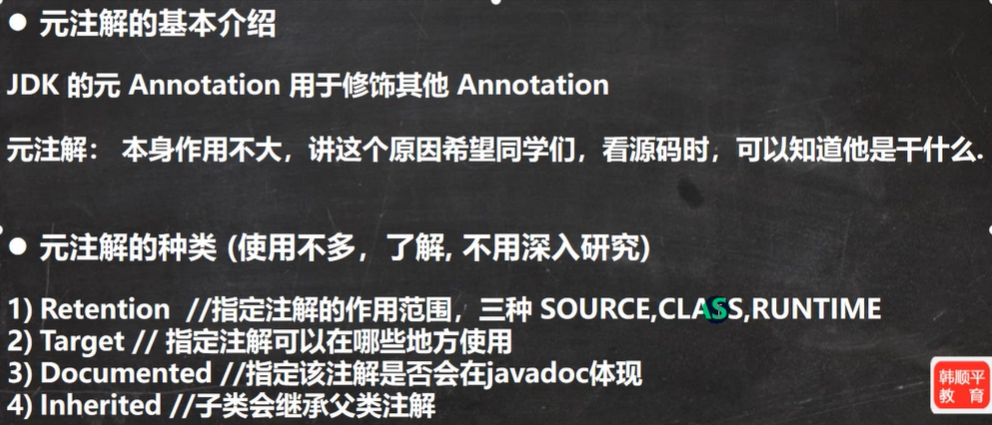 ● 元注解的基本介绍
JDK 的元 Annotation 用于修饰其他 Annotation
元注解： 本身作用不大，讲这个原因希望同学们，看源码时，可以知道他是干什么.
● 元注解的种类 (使用不多，了解, 不用深入研究)
1) Retention //指定注解的作用范围，三种 SOURCE,CLASS,RUNTIME
2) Target // 指定注解可以在哪些地方使用
3) Documented //指定该注解是否会在javadoc体现
4) Inherited //子类会继承父类注解
韩顺平
教 育